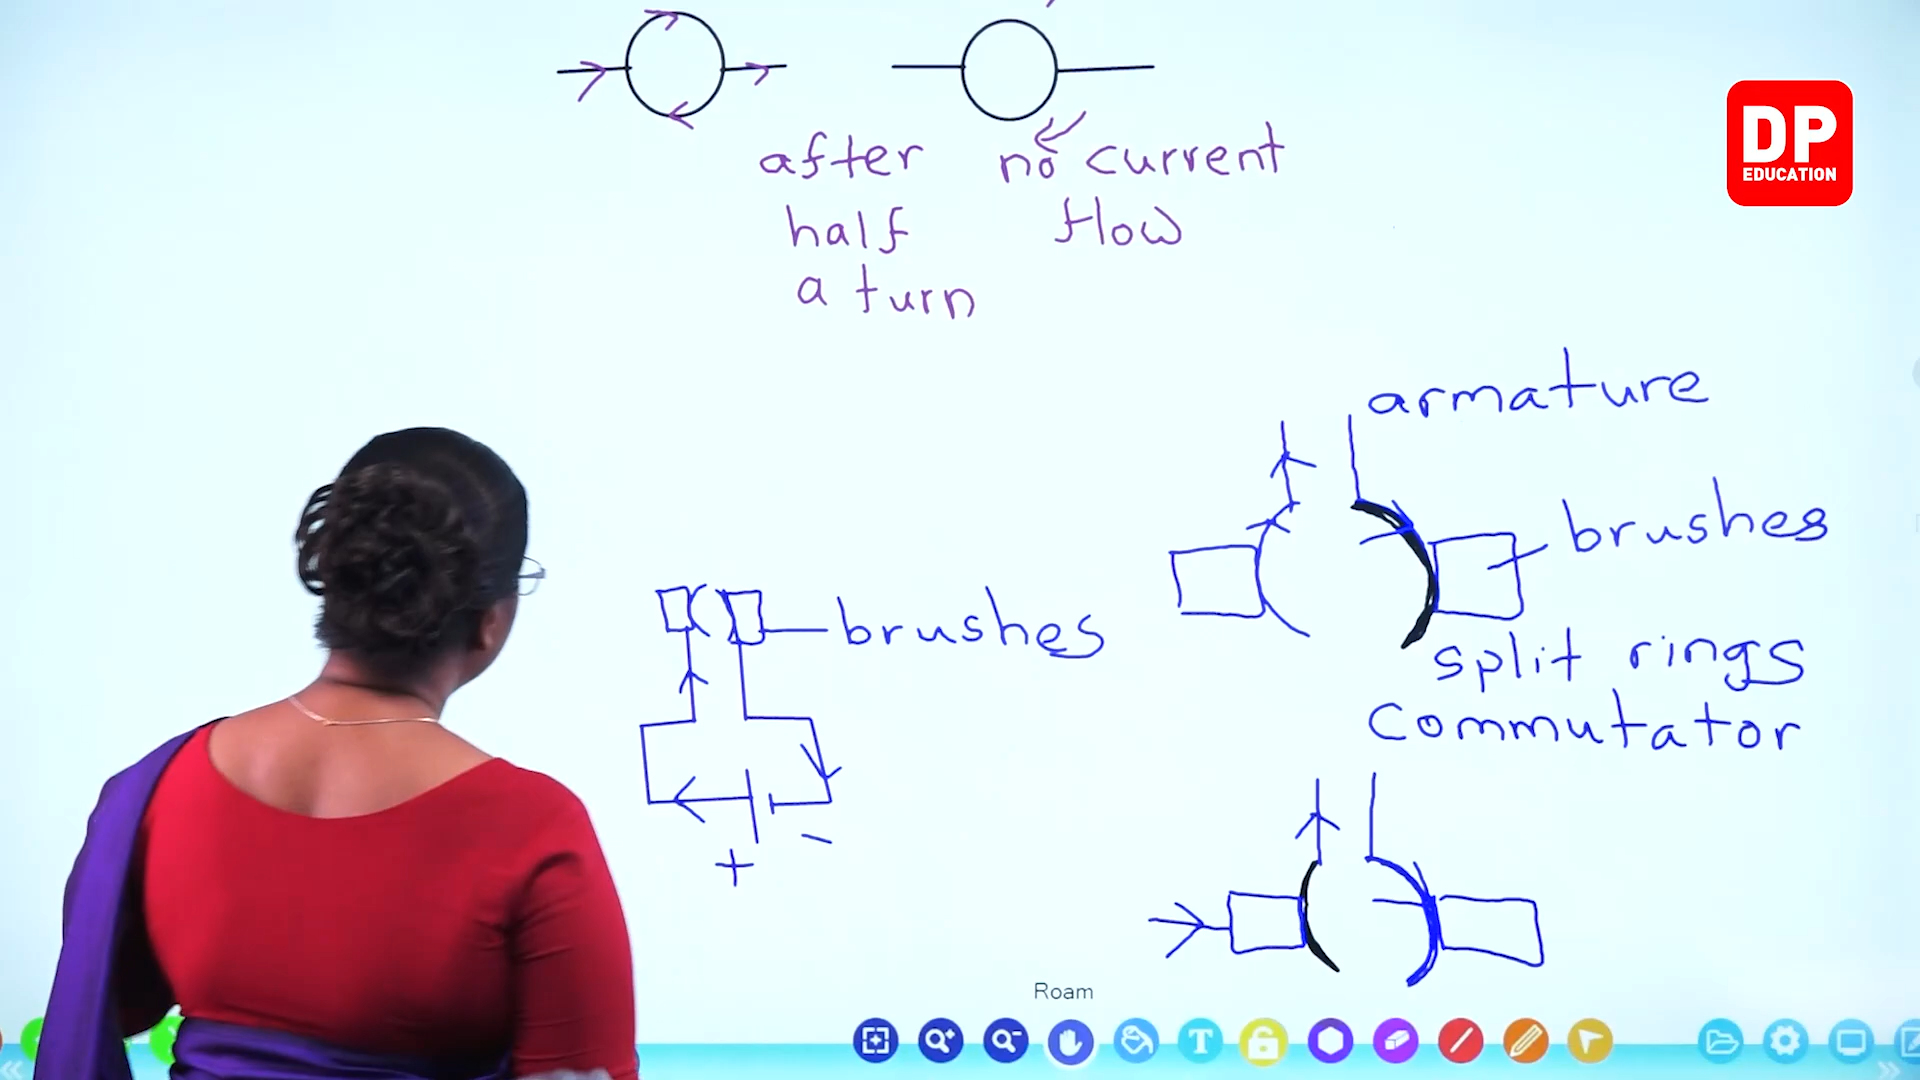 DP
EDUCATION
after no current
half flow
a turn
armature
brushes
brushes
split rings
commutator
+ -
Roam
T